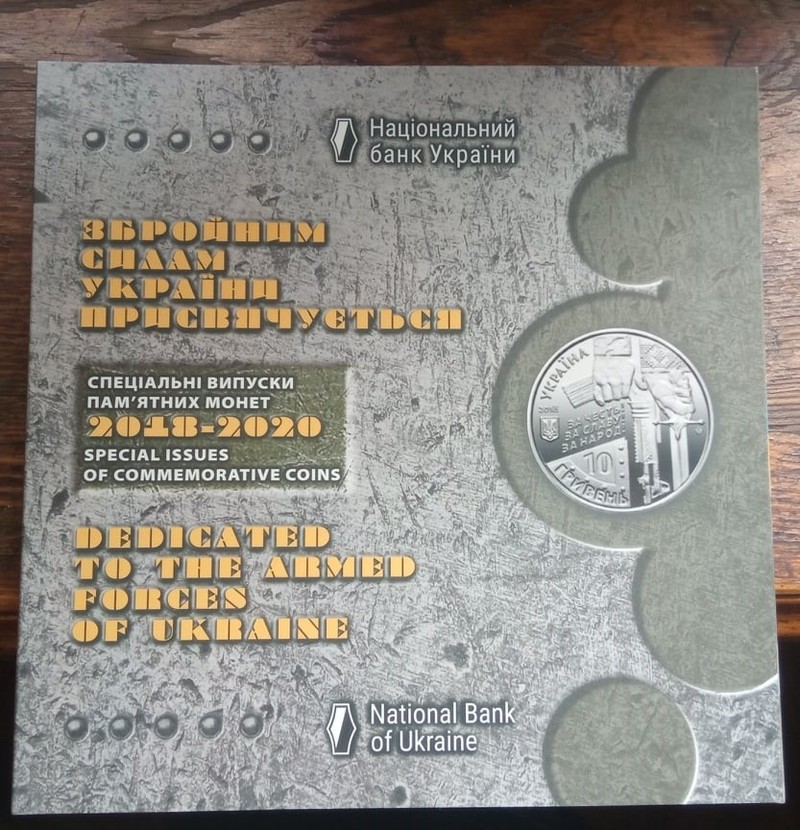 Національний
банк України
ЗБРОЙНИМ
СИЛАМ
УКРАЇНИ
ПРИСВЯЧУЄТЬСЯ
СПЕЦІАЛЬНІ ВИПУСКИ
ПАМ'ЯТНИХ МОНЕТ
2018-2020
SPECIAL ISSUES
OF COMMEMORATIVE COINS
УКРАЇНА
2018
ЗА ЧЕСТЬ!
ЗА СЛАВУ!
ЗА НАРОД!
10
ГРИВЕНЬ
DEDICATED
TO THE ARMED
FORCES
OF UKRAINE
National Bank
of Ukraine